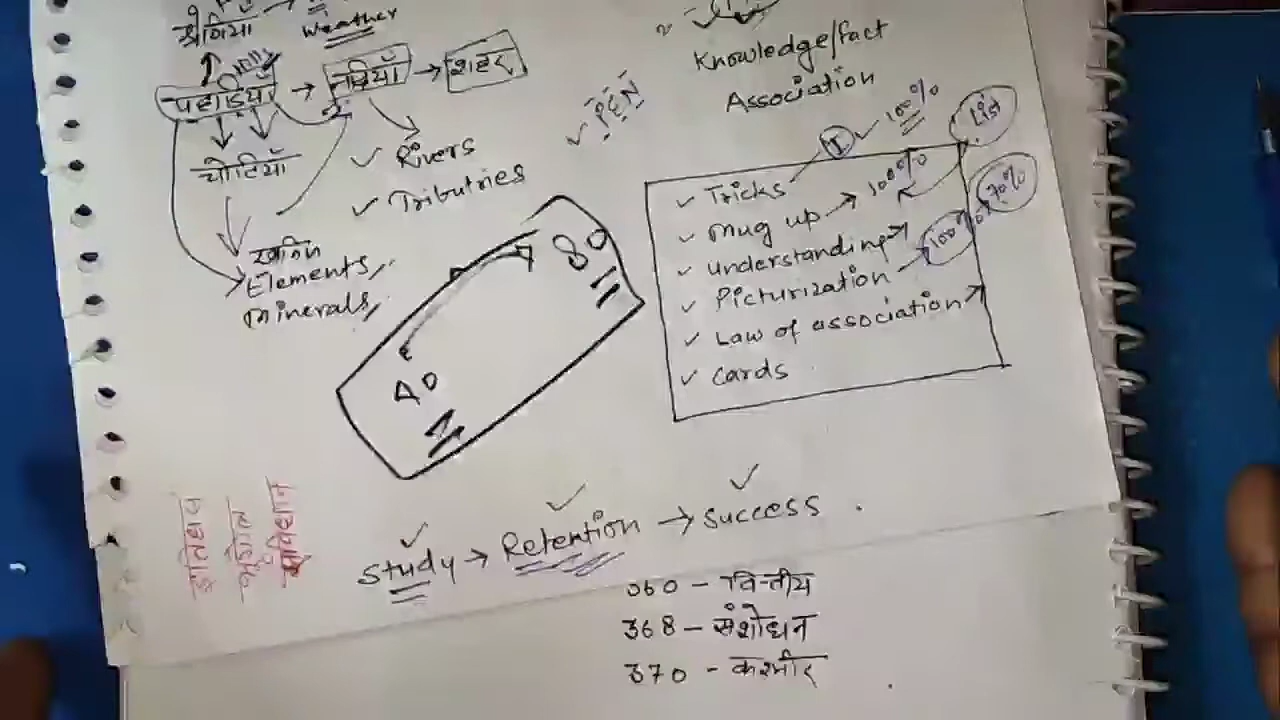 श्रेणियाँ →
Weather
पहाड़ियाँ → नदियाँ → शहर
चोटियाँ
✓ Rivers
✓ Tributries
खनिज
Elements,
minerals,
✓ PEN
Knowledge/fact
Association
T ✓ 100%
List
✓ Tricks
✓ mug up → 100%
✓ understanding
70%
✓ Picturization → 100%
✓ Law of association
✓ cards
40
80
इतिहास
भूगोल
संविधान
Study → Retention → Success .
360 – वित्तीय
368 – संशोधन
370 - कश्मीर